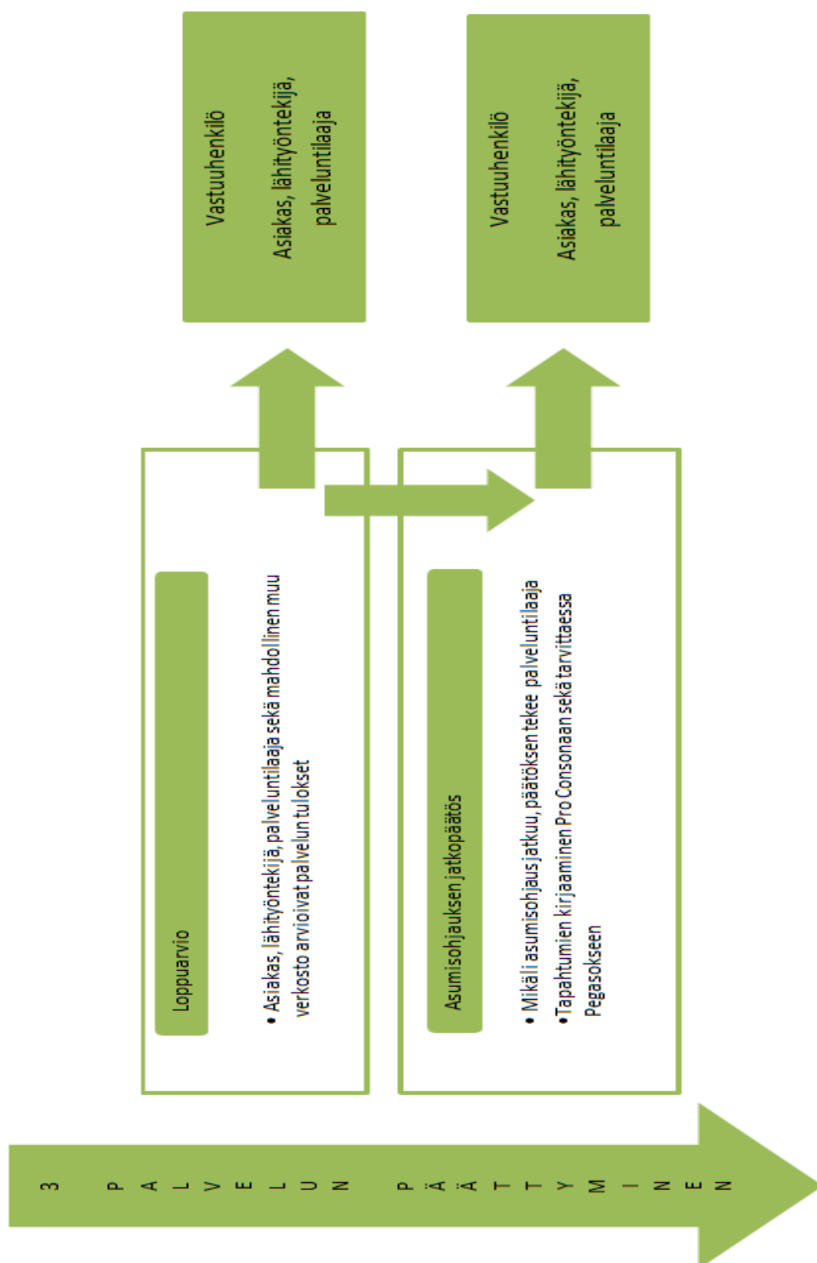 3 PALVELUN PÄÄTTYMINEN
Loppuarvio
• Asiakas, lähityöntekijä, palveluntilaaja sekä mahdollinen muu
verkosto arvioivat palvelun tulokset
Vastuuhenkilö
Asiakas, lähityöntekijä,
palveluntilaaja
Asumisohjauksen jatkopäätös
• Mikäli asumisohjaus jatkuu, päätöksen tekee palveluntilaaja
•Tapahtumien kirjaaminen Pro Consonaan sekä tarvittaessa
Pegasokseen
Vastuuhenkilö
Asiakas, lähityöntekijä,
palveluntilaaja